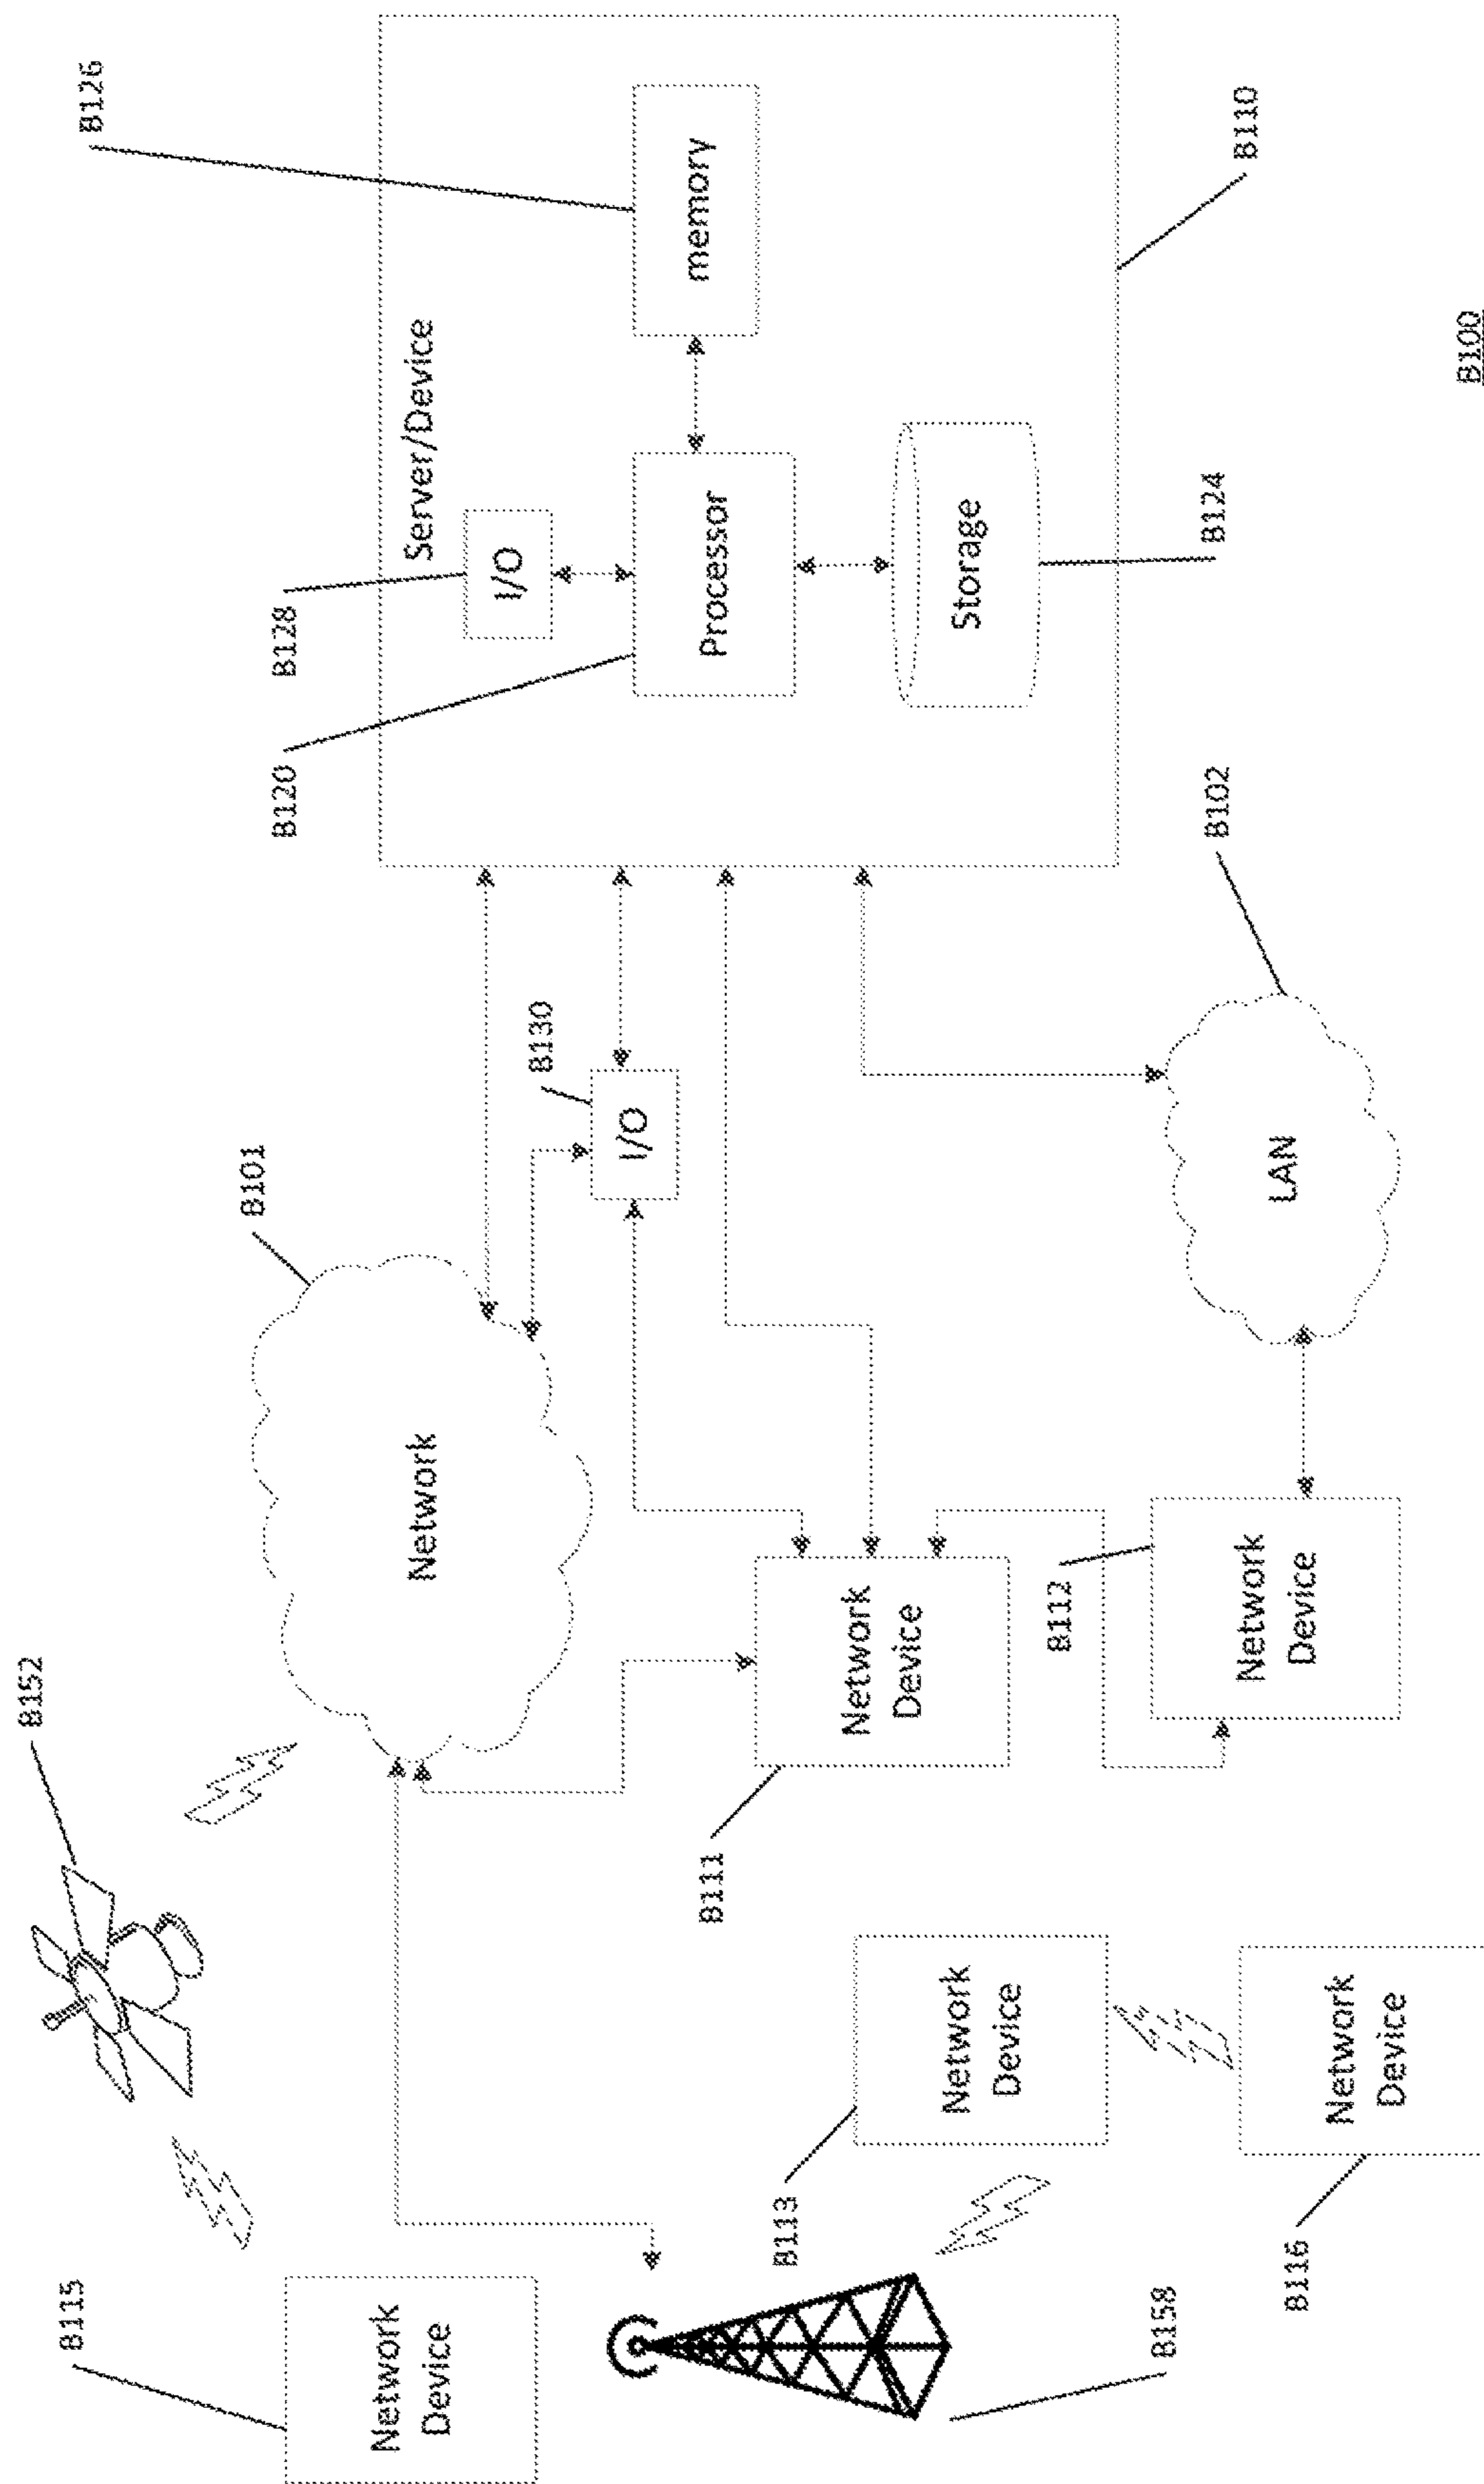 B152
B115
B126
B101
B120
B128
Network
Device
Network
Server/Device
I/O
B130
I/O
memory
B111
Processor
B113
Network
Device
Network
Device
Storage
B112
B158
B124
B102
B110
Network
Device
LAN
B116
Network
Device
B100